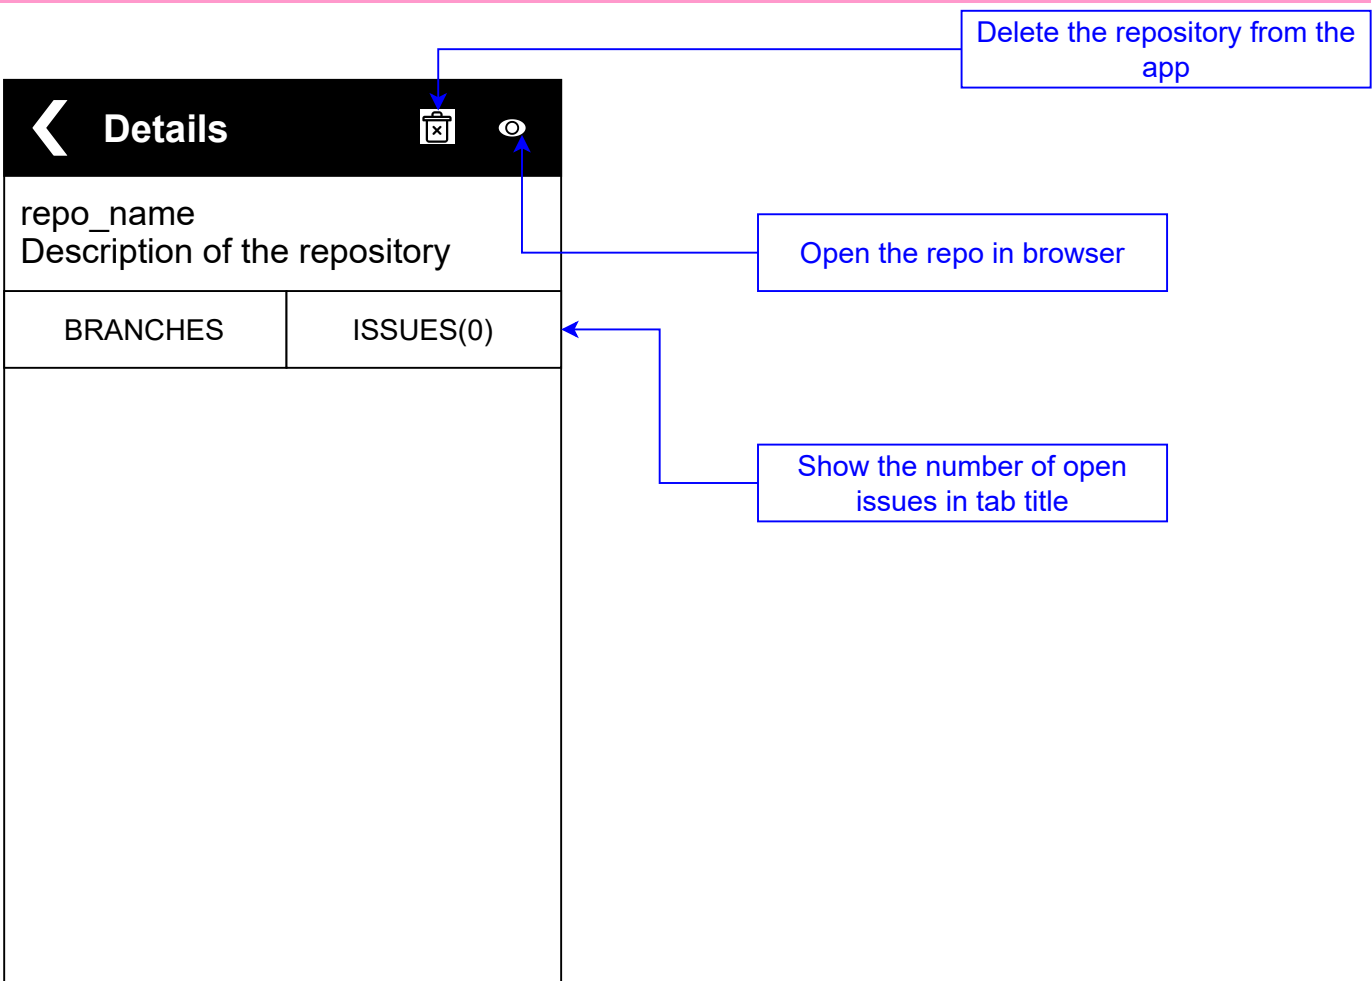 Delete the repository from the
app
Details
repo_name
Description of the repository
Open the repo in browser
BRANCHES
ISSUES(0)
Show the number of open
issues in tab title